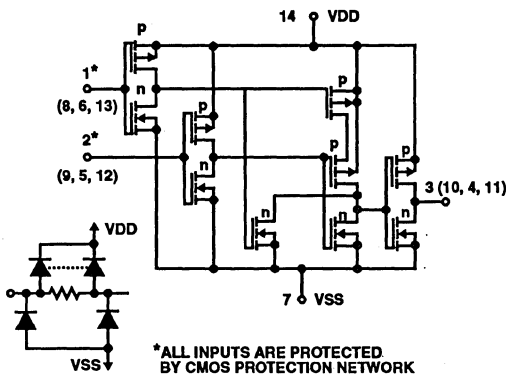 p
14
VDD
1*
n
(8, 6, 13)
p
p
2*
n
(9, 5, 12)
p
p
n
n
n
3 (10, 4, 11)
VDD
7
VSS
VSS
*ALL INPUTS ARE PROTECTED
BY CMOS PROTECTION NETWORK